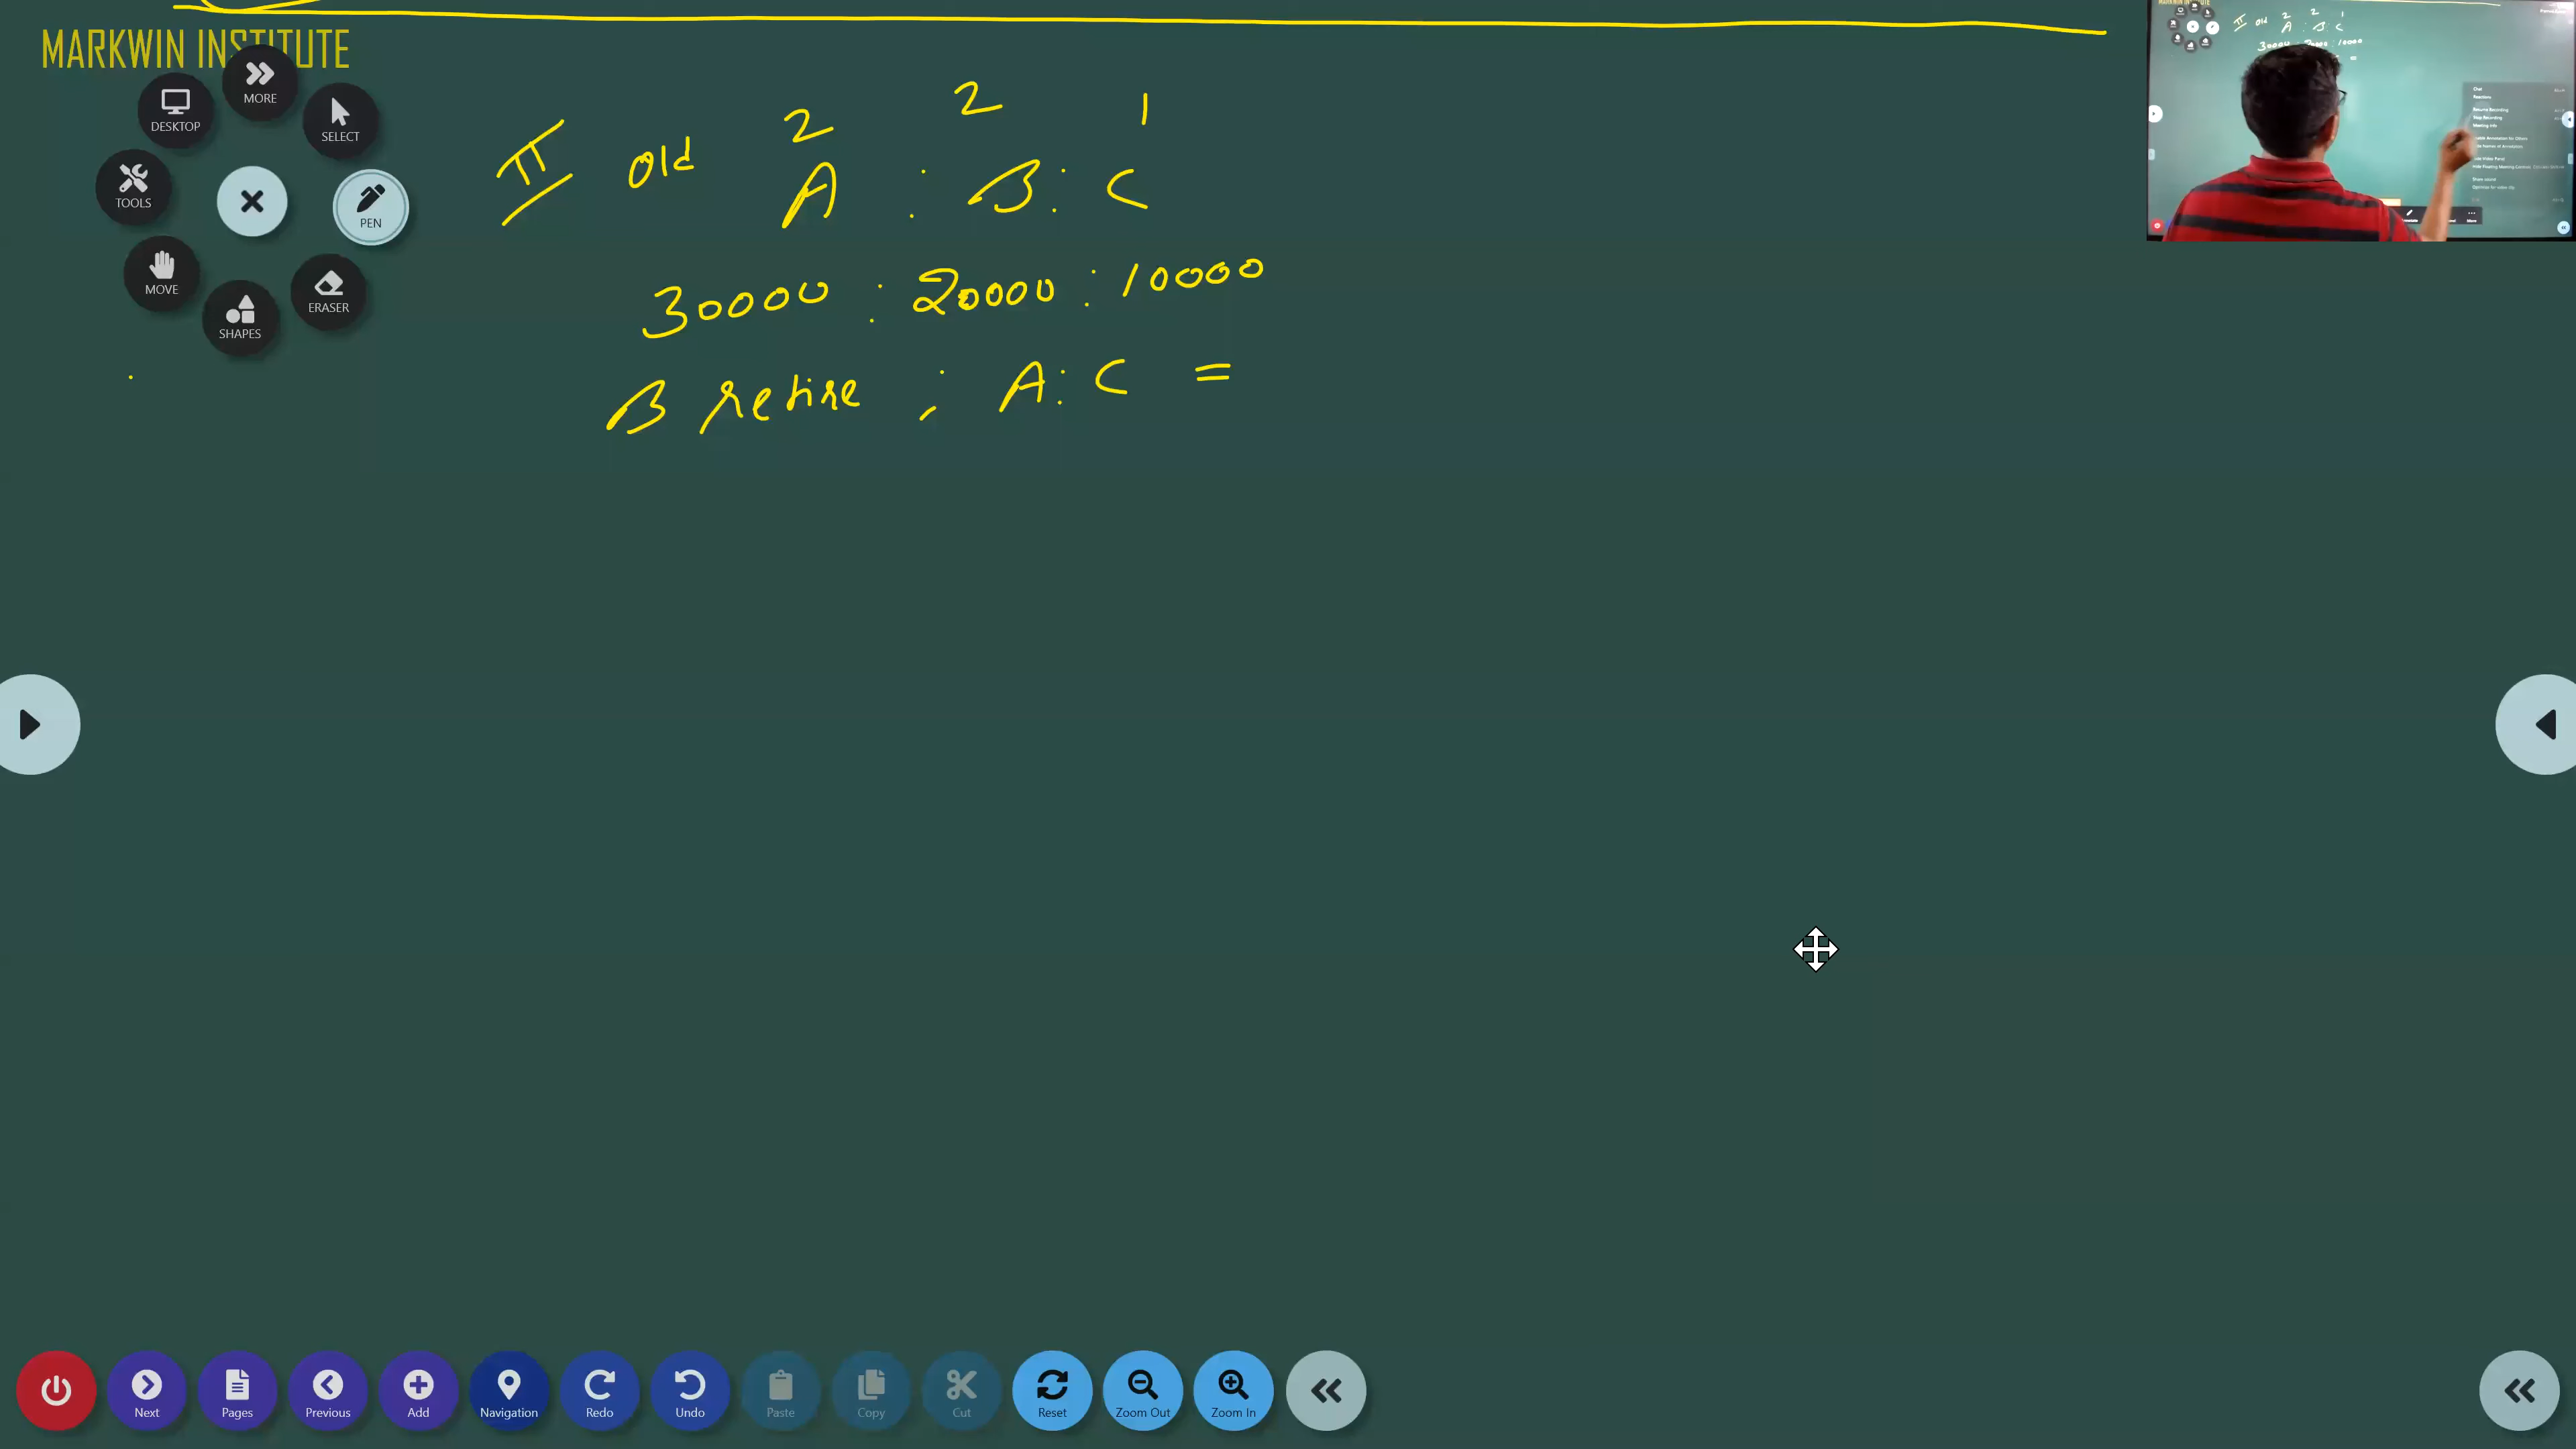 MARKWIN INSTITUTE
MORE
DESKTOP
SELECT
TOOLS
PEN
MOVE
ERASER
SHAPES
2 2 1
II old A : B : C
30000 : 20000 : 10000
B retire ; A : C =
Next
Pages
Previous
Add
Navigation
Redo
Undo
Paste
Copy
Cut
Reset
Zoom Out
Zoom In